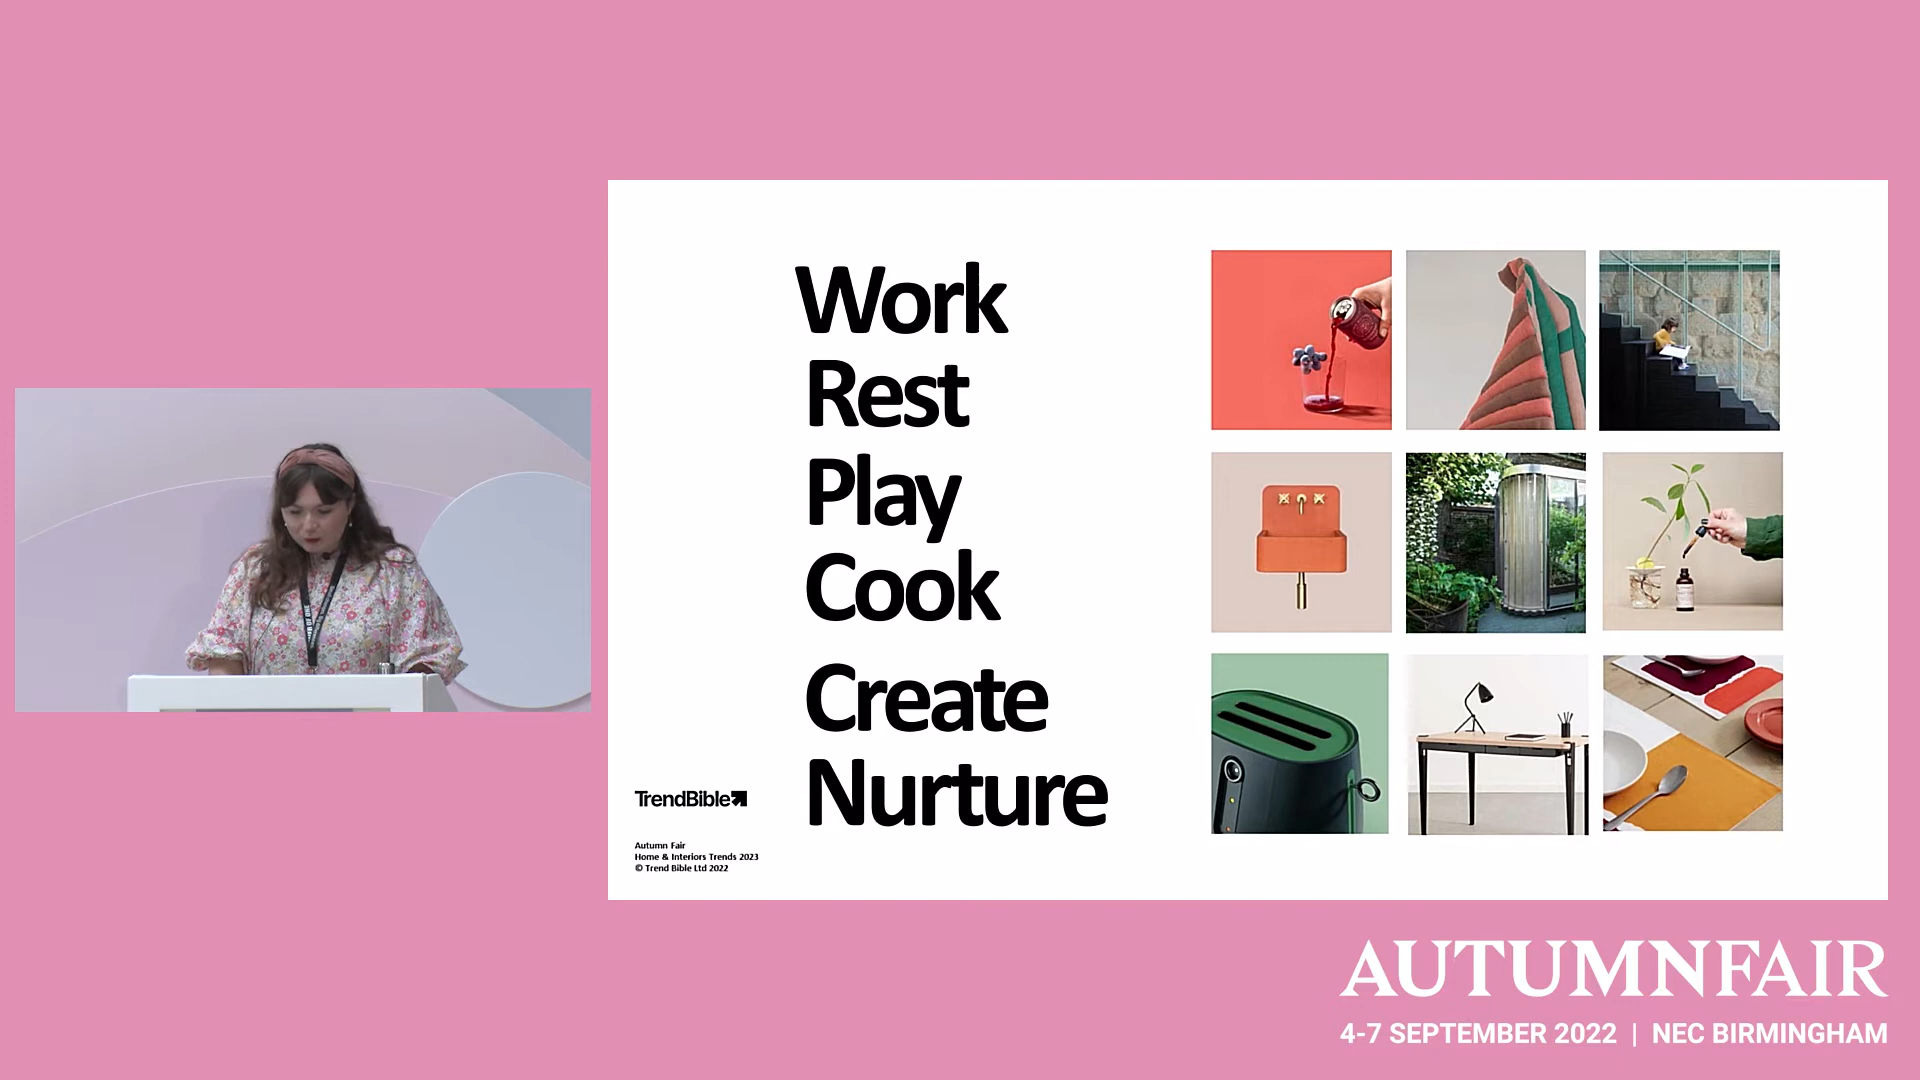 Work
Rest
Play
Cook
Create
Nurture
TrendBible
Autumn Fair
Home & Interiors Trends 2023
© Trend Bible Ltd 2022
AUTUMNFAIR
4-7 SEPTEMBER 2022 | NEC BIRMINGHAM